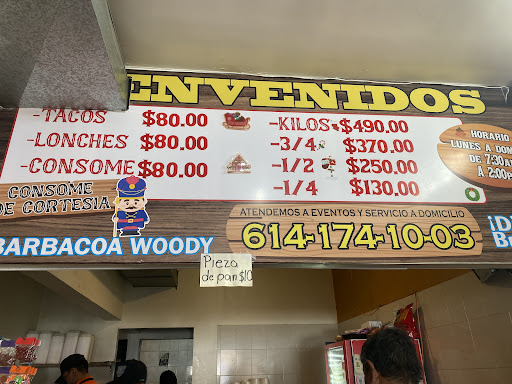 ENVENIDOS
-TACOS $80.00
-LONCHES $80.00
-CONSOME $80.00
-KILOS $490.00
-3/4 $370.00
-1/2 $250.00
-1/4 $130.00
HORARIO
LUNES A DOM
DE 7:30
A 2:00P
CONSOME
DE CORTESIA
BARBACOA WOODY
ATENDEMOS A EVENTOS Y SERVICIO A DOMICILIO
614-174-10-03
Pieza
de pan $10